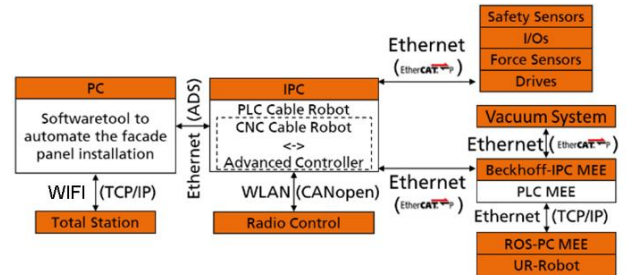 PC
Softwaretool to
automate the facade
panel installation
WIFI (TCP/IP)
Total Station
Ethernet (ADS)
IPC
PLC Cable Robot
CNC Cable Robot
<->
Advanced Controller
WLAN (CANopen)
Radio Control
Ethernet
(EtherCAT P)
Safety Sensors
I/Os
Force Sensors
Drives
Ethernet
(EtherCAT P)
Vacuum System
Ethernet (EtherCAT P)
Beckhoff-IPC MEE
PLC MEE
Ethernet (TCP/IP)
ROS-PC MEE
UR-Robot